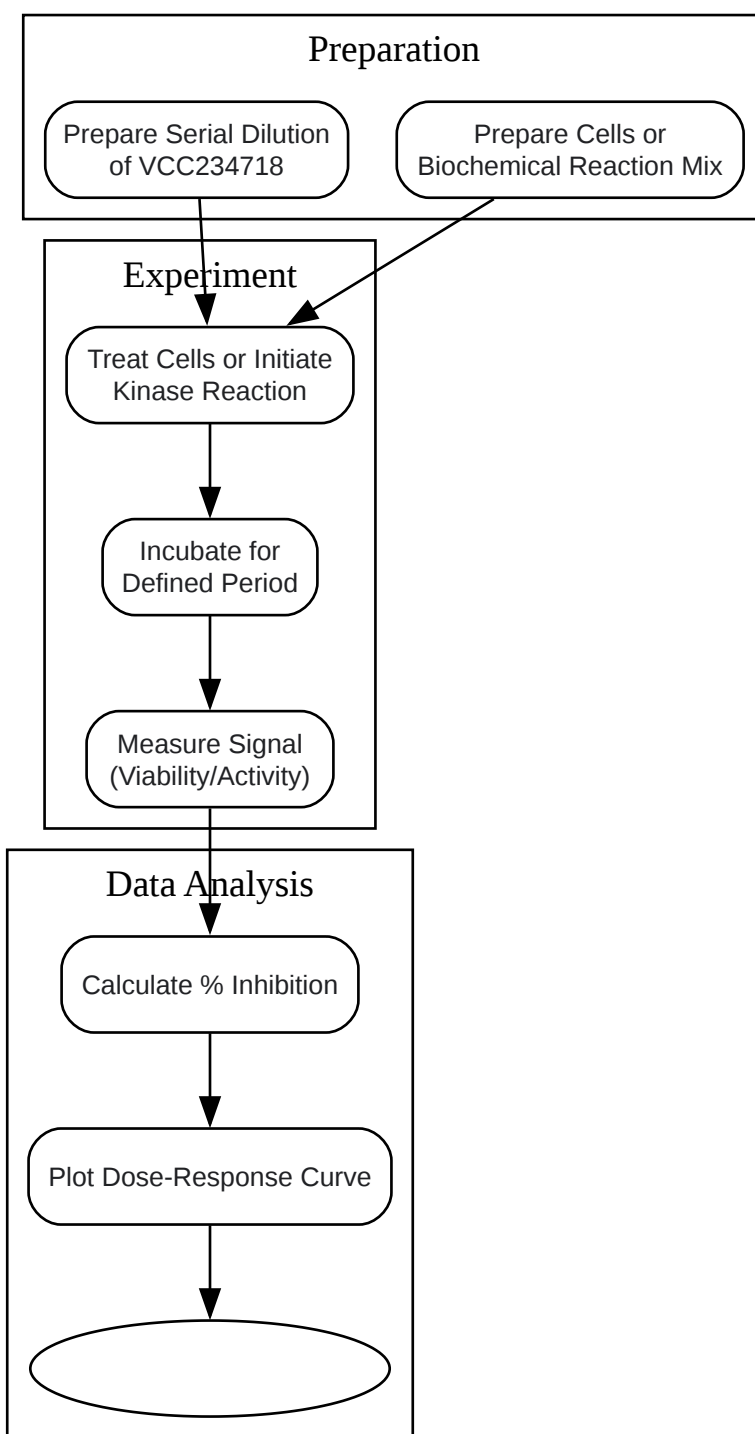 Preparation
Prepare Serial Dilution
of VCC234718
Prepare Cells or
Biochemical Reaction Mix
Experiment
Treat Cells or Initiate
Kinase Reaction
Incubate for
Defined Period
Measure Signal
(Viability/Activity)
Data Analysis
Calculate % Inhibition
Plot Dose-Response Curve